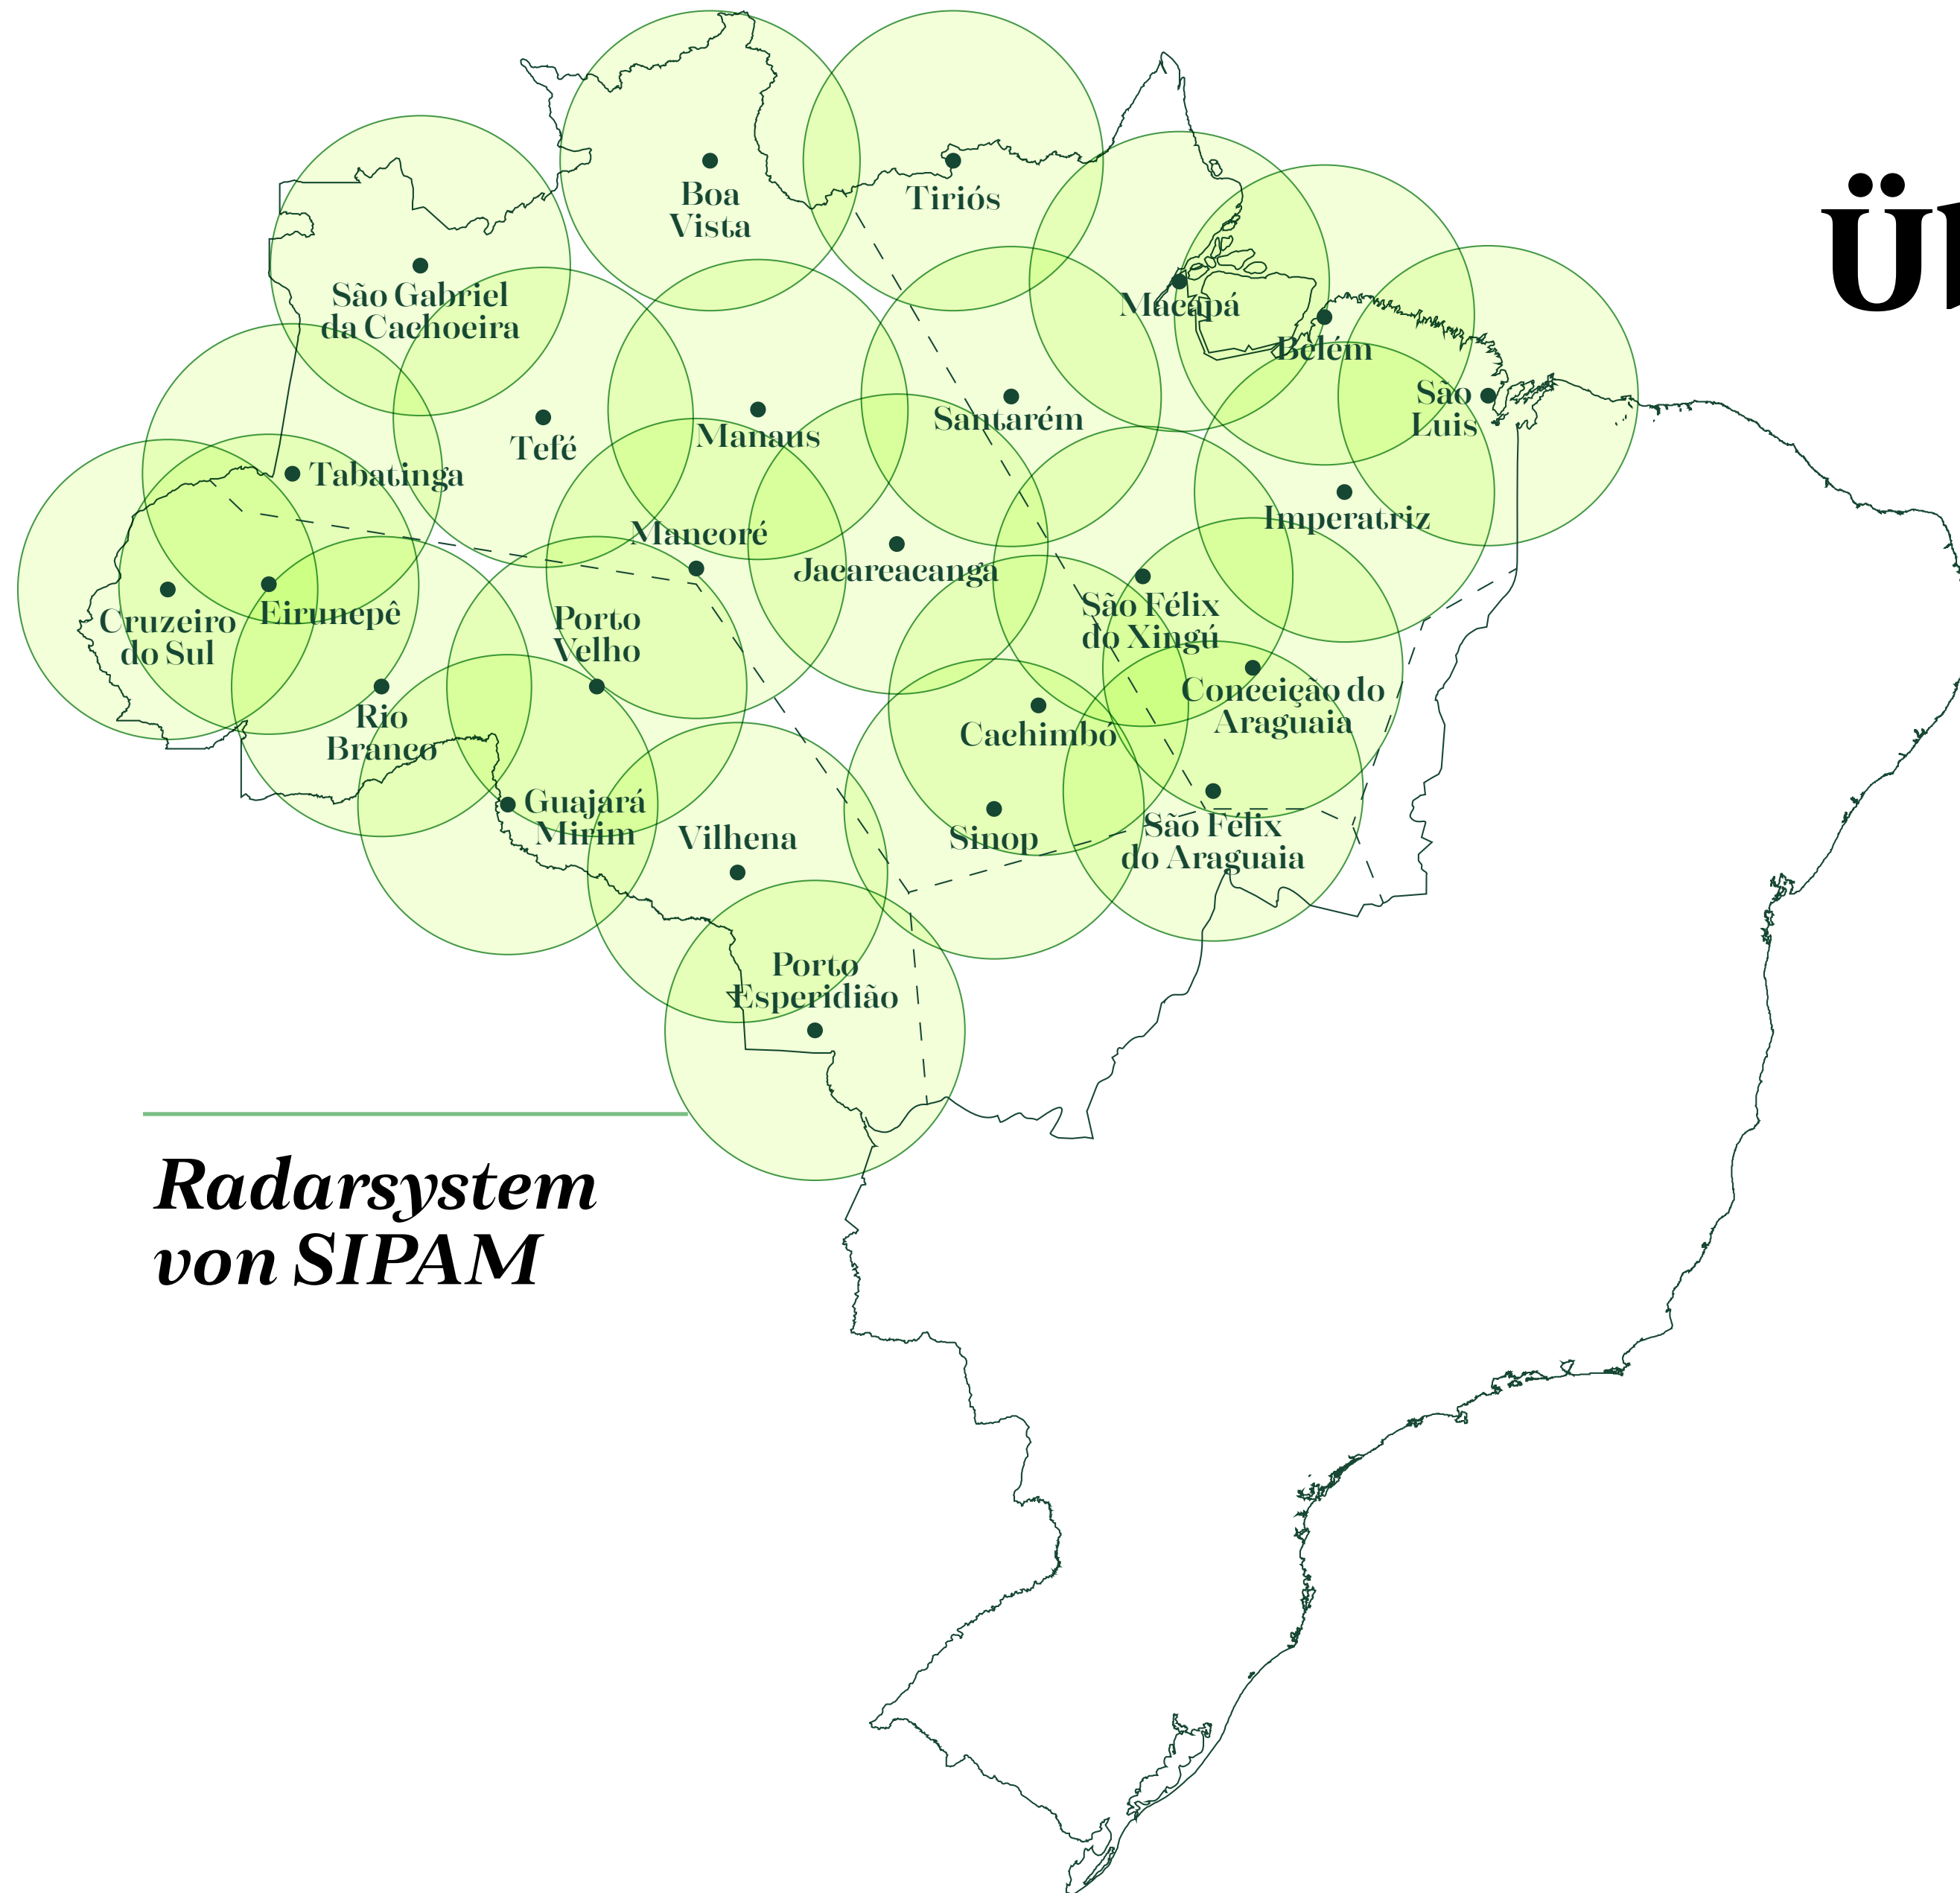 Boa
Vista
Tiriós
São Gabriel
da Cachoeira
Macapá
Belém
São
Luis
Santarém
Manaus
Tefé
Tabatinga
Imperatriz
Mancoré
Jacareacanga
Cruzeiro
do Sul
Eirunepê
Porto
Velho
São Félix
do Xingú
Conceição do
Araguaia
Rio
Branco
Cachimbó
Guajará
Mirim
Vilhena
Sinop
São Félix
do Araguaia
Porto
Esperidião
Radarsystem
von SIPAM